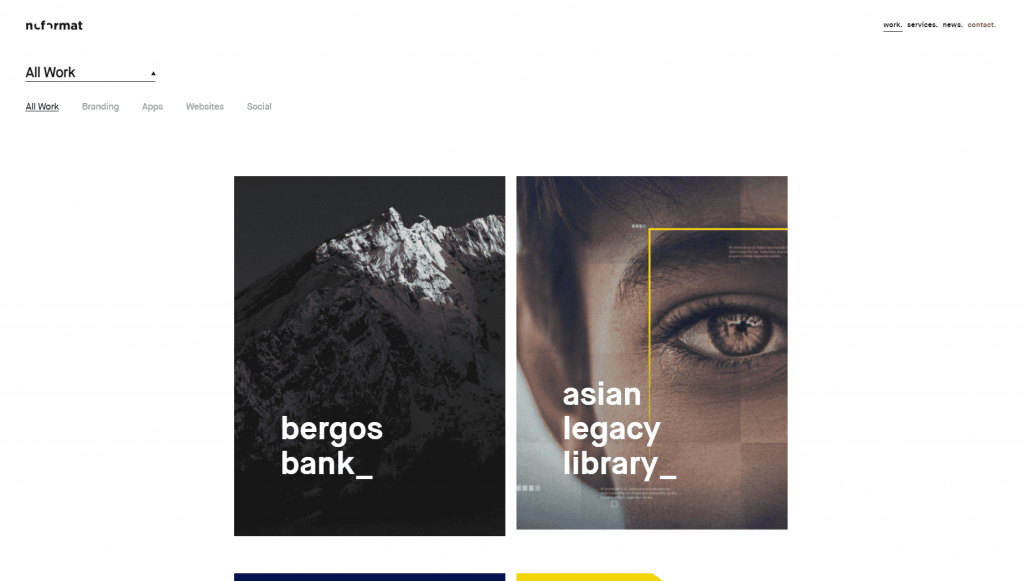 noformat
work. services. news. contact.
All Work
All Work Branding Apps Websites Social
bergos
bank_
asian
legacy
library_